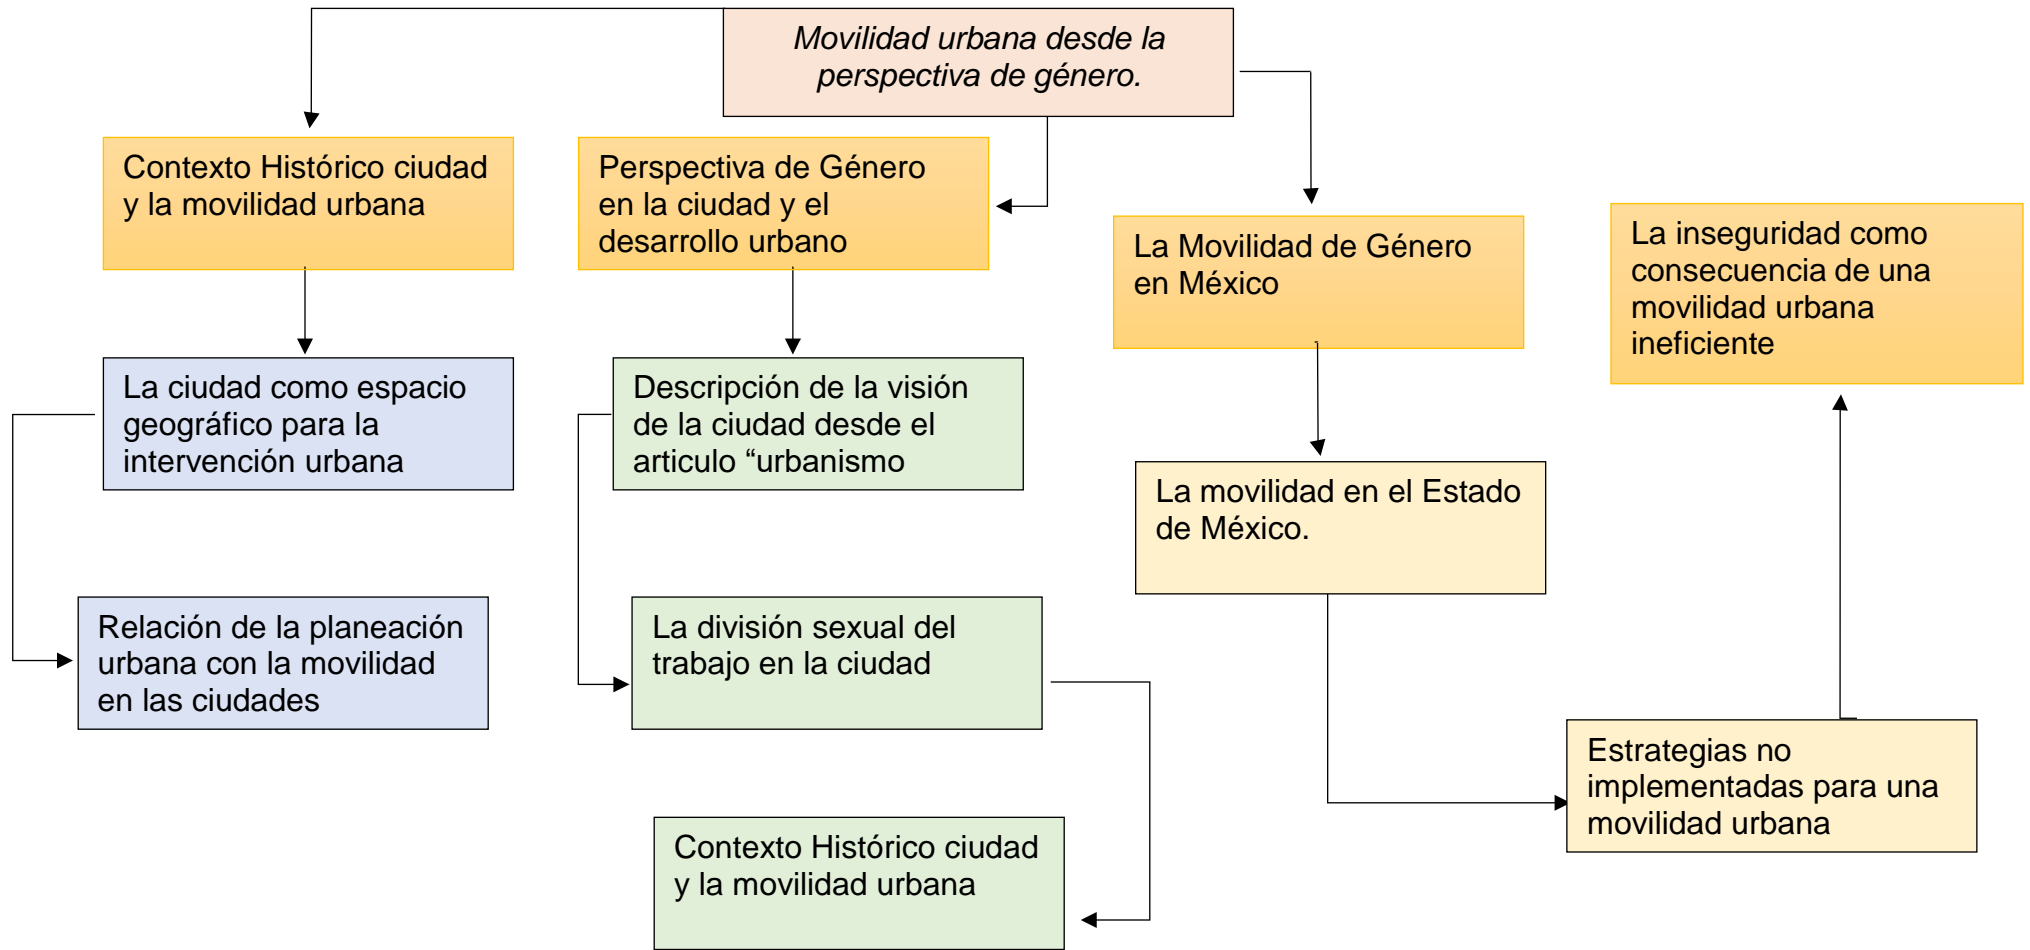 Movilidad urbana desde la
perspectiva de género.
Contexto Histórico ciudad
y la movilidad urbana
Perspectiva de Género
en la ciudad y el
desarrollo urbano
La Movilidad de Género
en México
La inseguridad como
consecuencia de una
movilidad urbana
ineficiente
La ciudad como espacio
geográfico para la
intervención urbana
Descripción de la visión
de la ciudad desde el
articulo “urbanismo
La movilidad en el Estado
de México.
Relación de la planeación
urbana con la movilidad
en las ciudades
La división sexual del
trabajo en la ciudad
Estrategias no
implementadas para una
movilidad urbana
Contexto Histórico ciudad
y la movilidad urbana